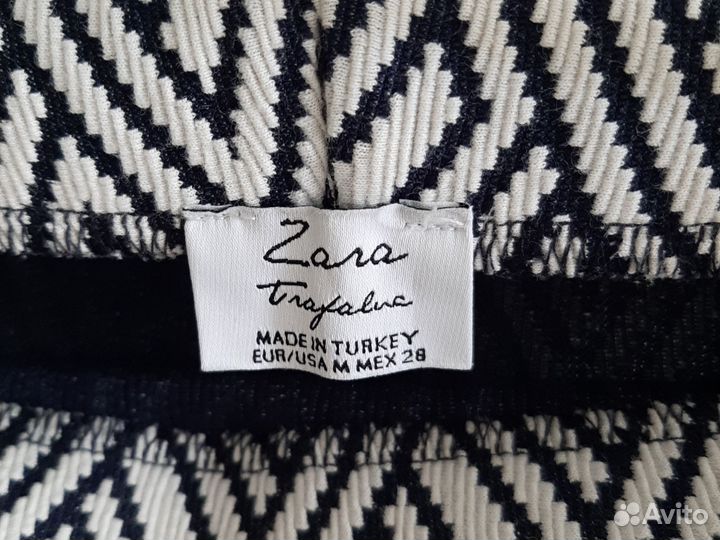 Zara
Trafaluc
MADE IN TURKEY
EUR/USA M MEX 28
Avito